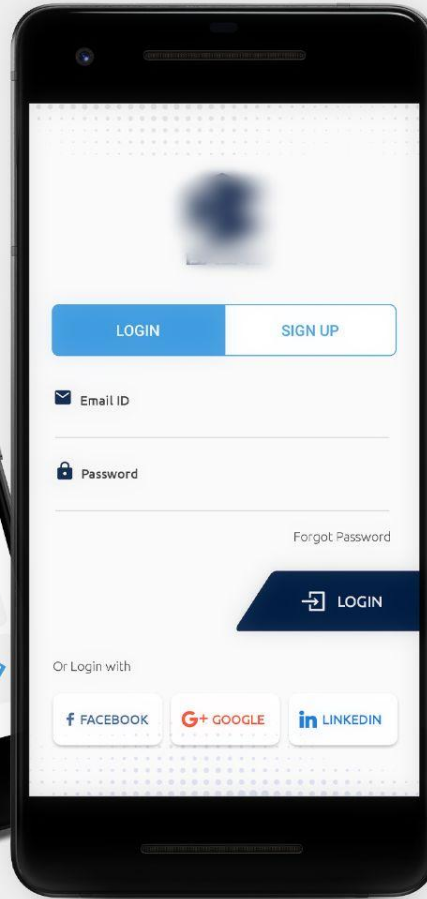 LOGIN SIGN UP
Email ID
Password
Forgot Password
LOGIN
Or Login with
f FACEBOOK G+ GOOGLE in LINKEDIN